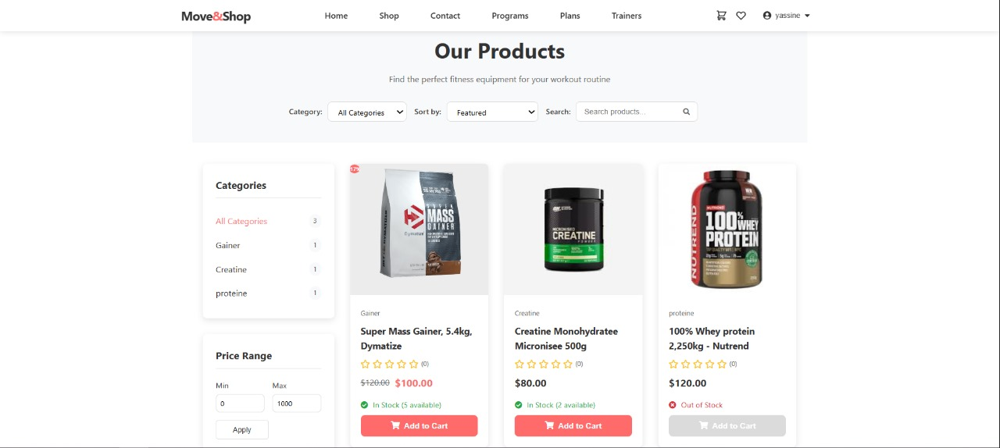 Move&Shop
Home
Shop
Contact
Programs
Plans
Trainers
yassine
Our Products
Find the perfect fitness equipment for your workout routine
Category:
All Categories
Sort by:
Featured
Search:
Search products...
Categories
All Categories 3
Gainer 1
Creatine 1
proteine 1
Price Range
Min
Max
0
1000
Apply
SUPER
MASS
GAINER
Dymatize
Gainer
Super Mass Gainer, 5.4kg,
Dymatize
(0)
$120.00 $100.00
In Stock (5 available)
Add to Cart
ON
MICRONISED
CREATINE
POWDER
Creatine
Creatine Monohydratee
Micronisee 500g
(0)
$80.00
In Stock (2 available)
Add to Cart
NUTREND
NUTREND
100%
WHEY
PROTEIN
proteine
100% Whey protein
2,250kg - Nutrend
(0)
$120.00
Out of Stock
Add to Cart